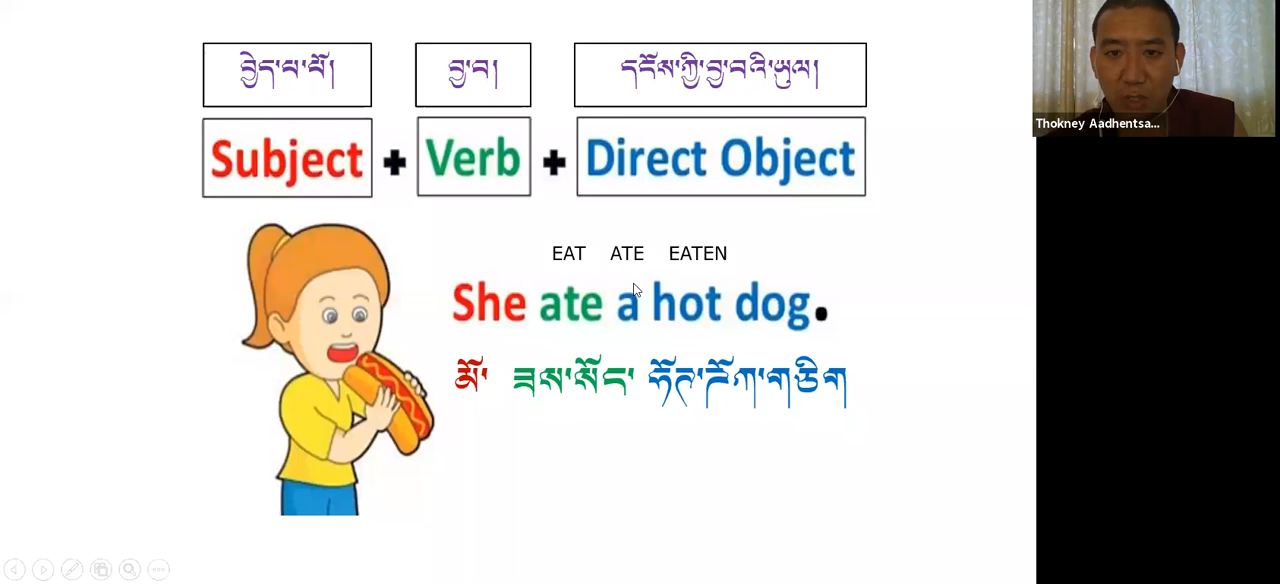 བྱེད་པ་པོ། བྱ་བ། དངོས་ཀྱི་བྱ་བའི་ཡུལ།
Subject + Verb + Direct Object
EAT ATE EATEN
She ate a hot dog.
མོ་ ཟས་སོང་ ཧོཊ་ཌོཀ་གཅིག
Thokney Aadhentsa...